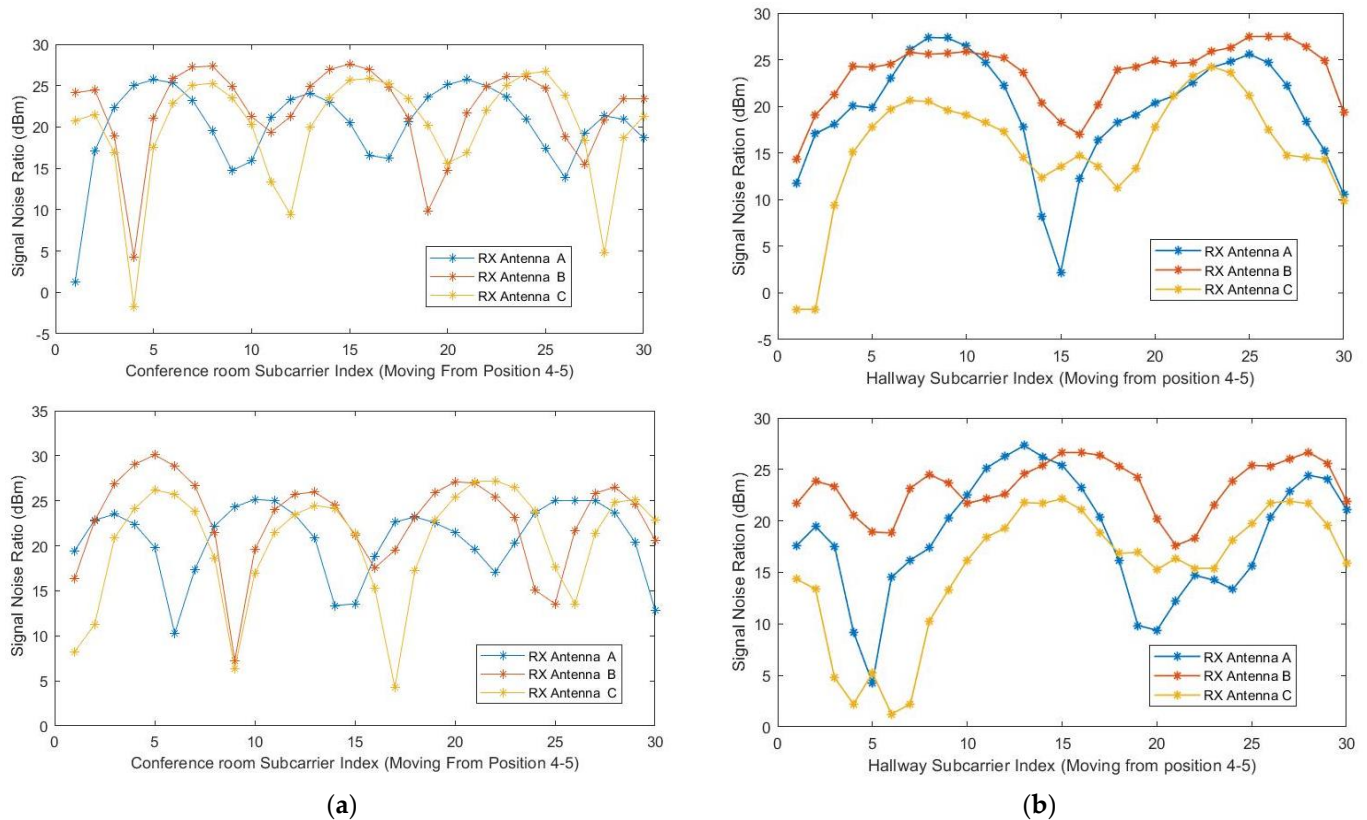 30
25
20
15
10
5
0
-5
Signal Noise Ratio (dBm)
RX Antenna A
RX Antenna B
RX Antenna C
0 5 10 15 20 25 30
Conference room Subcarrier Index (Moving From Position 4-5)
30
25
20
15
10
5
0
-5
Signal Noise Ration (dBm)
RX Antenna A
RX Antenna B
RX Antenna C
0 5 10 15 20 25 30
Hallway Subcarrier Index (Moving from position 4-5)
35
30
25
20
15
10
5
0
Signal Noise Ratio (dBm)
RX Antenna A
RX Antenna B
RX Antenna C
0 5 10 15 20 25 30
Conference room Subcarrier Index (Moving From Position 4-5)
30
25
20
15
10
5
0
Signal Noise Ration (dBm)
RX Antenna A
RX Antenna B
RX Antenna C
0 5 10 15 20 25 30
Hallway Subcarrier Index (Moving from position 4-5)
(a)
(b)